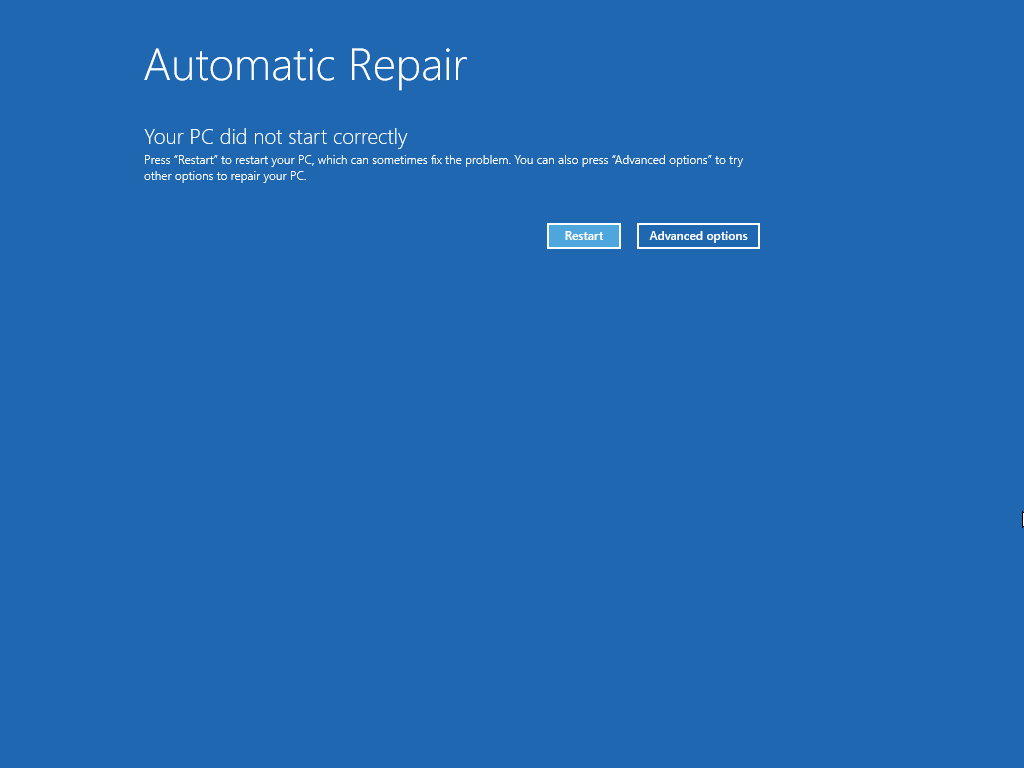 Automatic Repair
Your PC did not start correctly
Press “Restart” to restart your PC, which can sometimes fix the problem. You can also press “Advanced options” to try
other options to repair your PC.
Restart
Advanced options